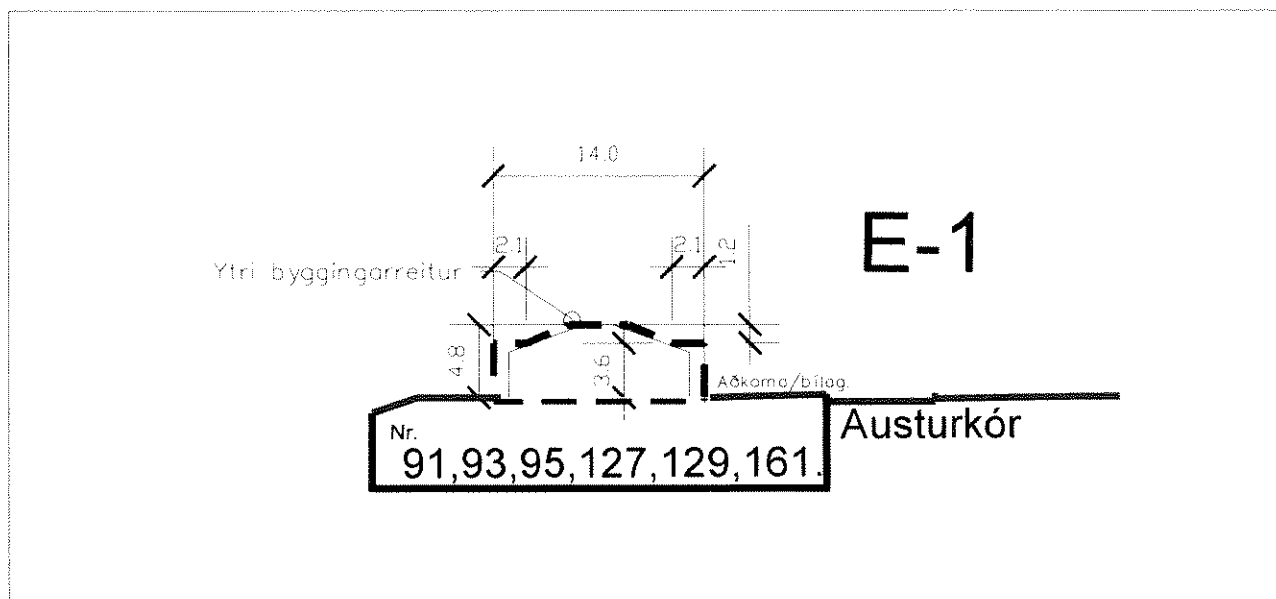 14.0
E-1
2.1
2.1
1.2
Ytri byggingarreitur
4.8
3.6
Aðkoma/bílag.
Austurkór
Nr.
91,93,95,127,129,161.